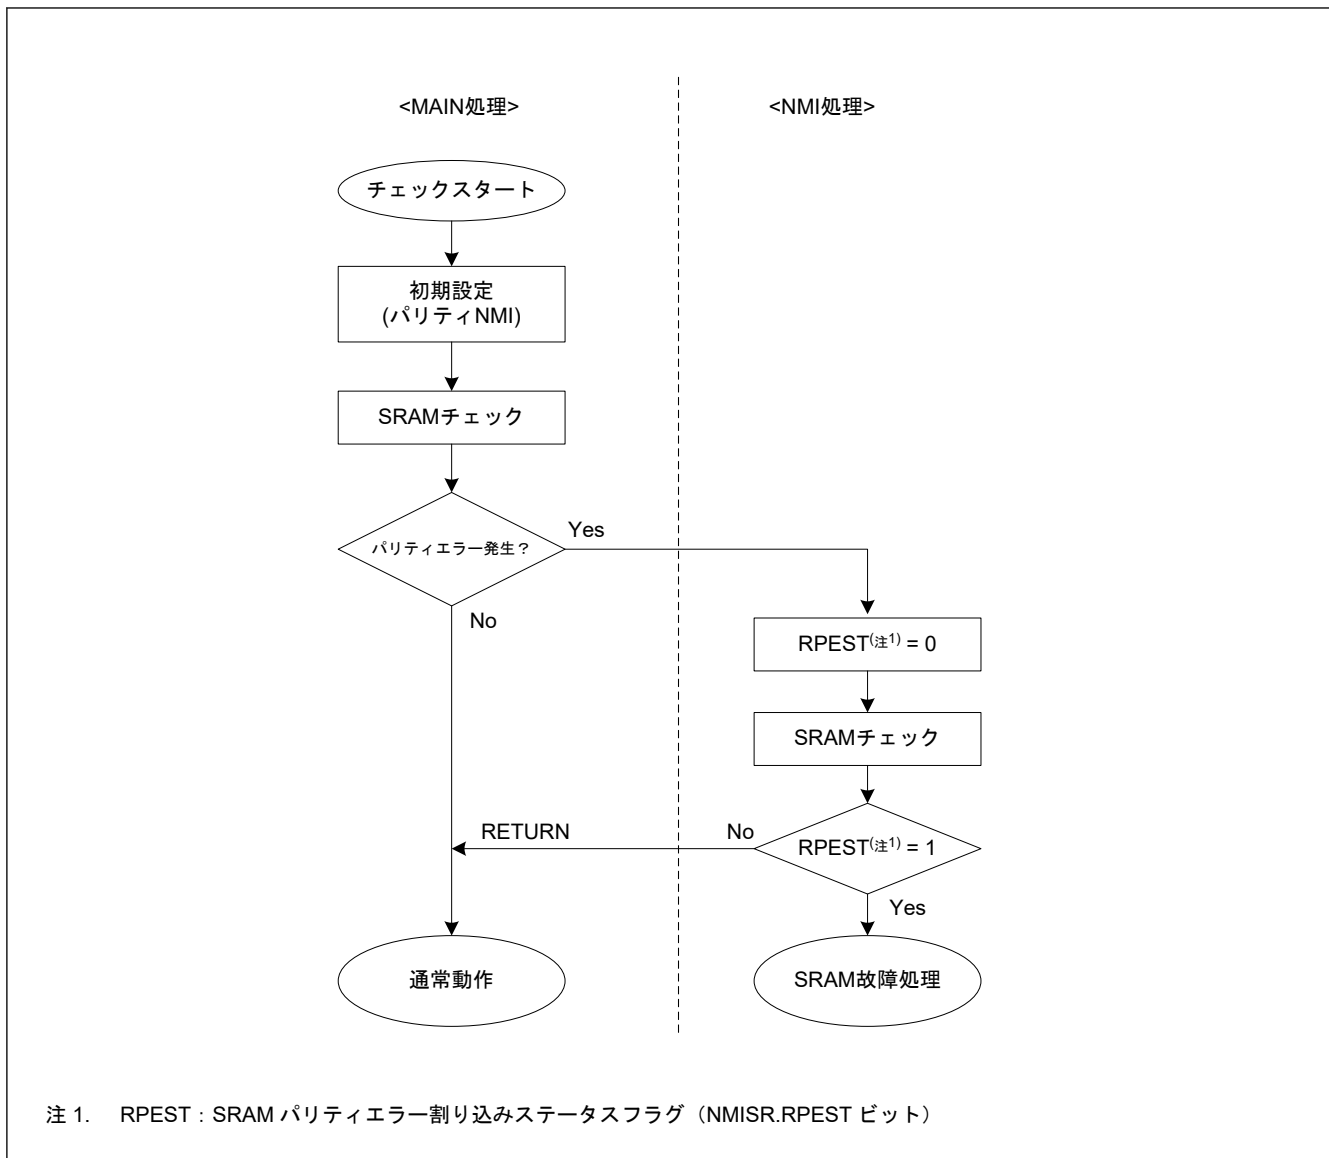 <MAIN処理>
<NMI処理>
チェックスタート
初期設定
(パリティNMI)
SRAMチェック
パリティエラー発生？
Yes
No
RPEST(注1) = 0
SRAMチェック
RPEST(注1) = 1
No
RETURN
Yes
通常動作
SRAM故障処理
注 1. RPEST：SRAM パリティエラー割り込みステータスフラグ（NMISR.RPEST ビット）